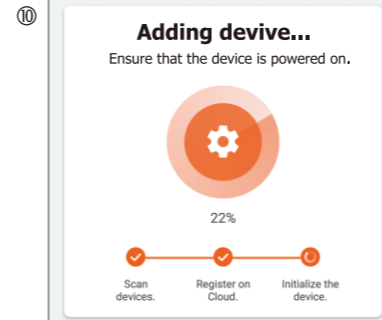 ⑩
Adding devive...
Ensure that the device is powered on.
22%
Scan devices.
Register on Cloud.
Initialize the device.